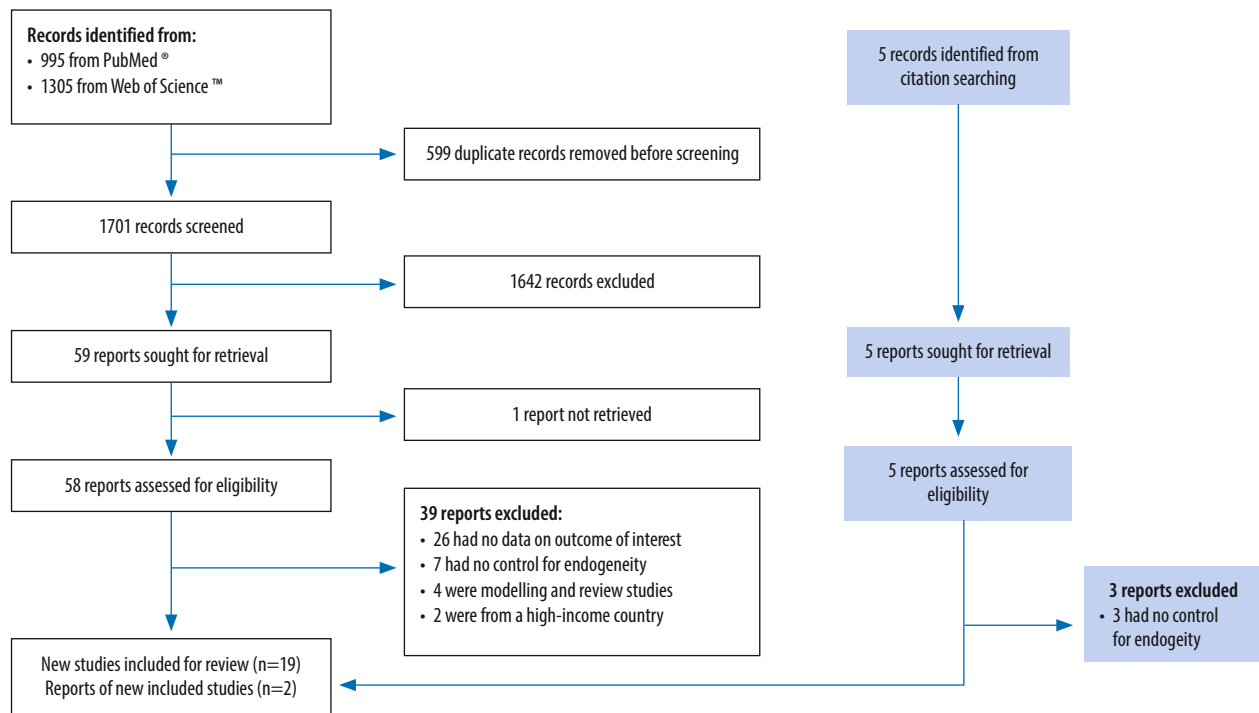 Records identified from:
• 995 from PubMed ®
• 1305 from Web of Science ™
599 duplicate records removed before screening
1701 records screened
1642 records excluded
59 reports sought for retrieval
1 report not retrieved
58 reports assessed for eligibility
39 reports excluded:
• 26 had no data on outcome of interest
• 7 had no control for endogeneity
• 4 were modelling and review studies
• 2 were from a high-income country
New studies included for review (n=19)
Reports of new included studies (n=2)
5 records identified from
citation searching
5 reports sought for retrieval
5 reports assessed for
eligibility
3 reports excluded
• 3 had no control
for endogeity